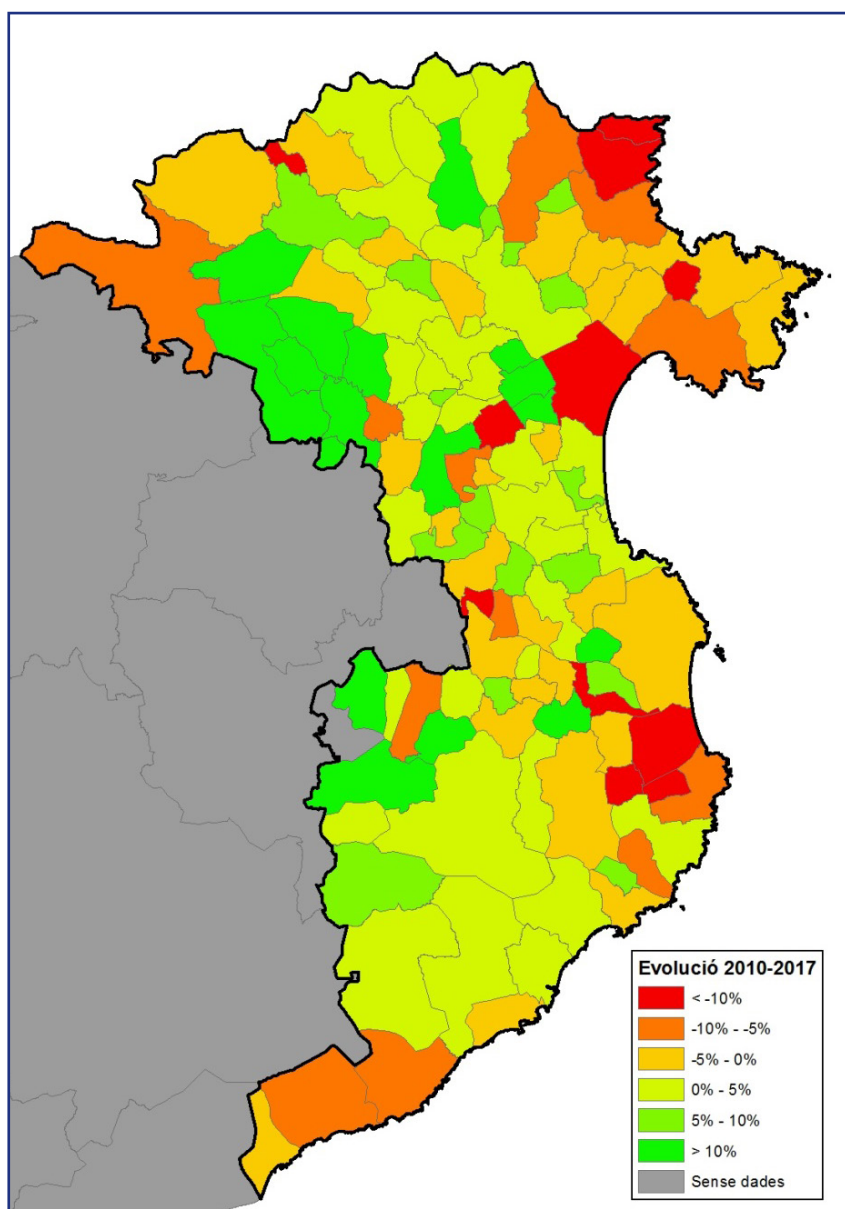 Evolució 2010-2017
< -10%
-10% - -5%
-5% - 0%
0% - 5%
5% - 10%
> 10%
Sense dades